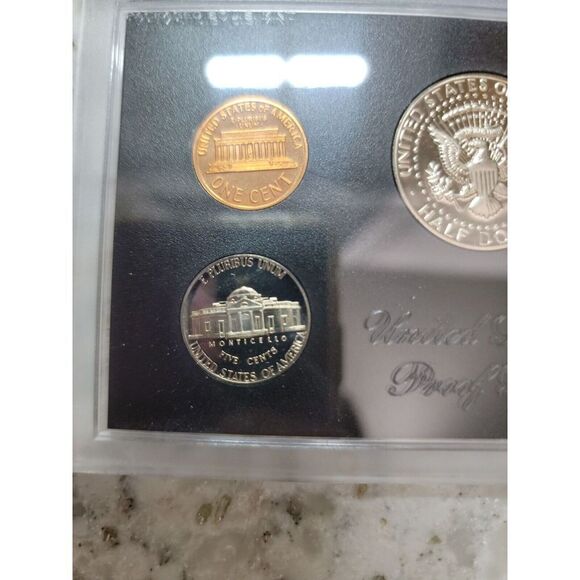 UNITED STATES OF AMERICA
E PLURIBUS
UNUM
ONE CENT
UNITED STATES OF
HALF DO
E PLURIBUS UNUM
MONTICELLO
FIVE CENTS
UNITED STATES OF AMERICA
United
Proof